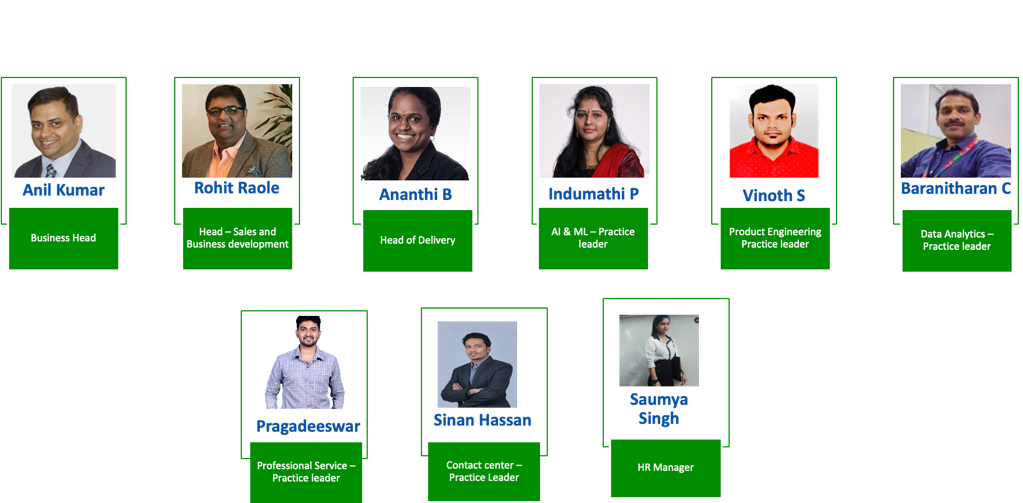 Anil Kumar
Business Head
Rohit Raole
Head – Sales and
Business development
Ananthi B
Head of Delivery
Indumathi P
AI & ML – Practice
leader
Vinoth S
Product Engineering
Practice leader
Baranitharan C
Data Analytics –
Practice leader
Pragadeeswar
Professional Service –
Practice leader
Sinan Hassan
Contact center –
Practice Leader
Saumya
Singh
HR Manager